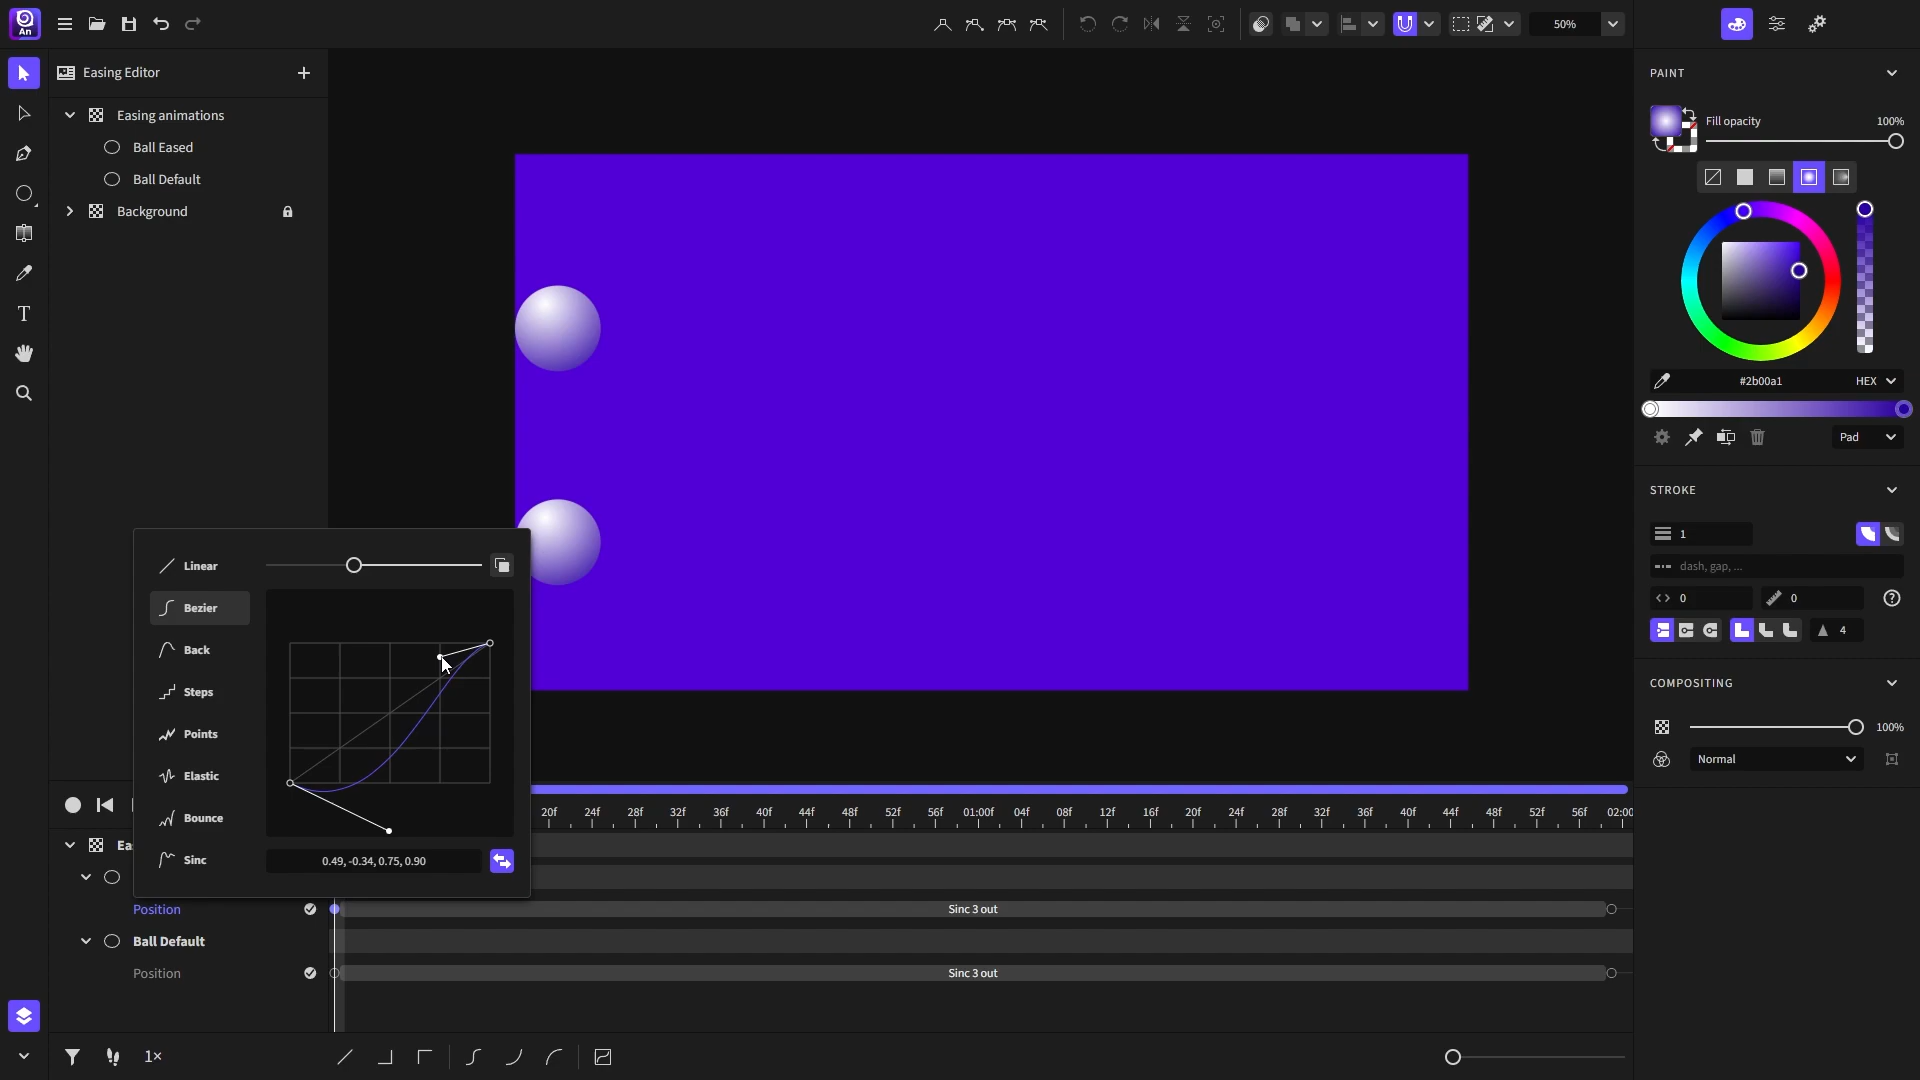 An
50%
Easing Editor
Easing animations
Ball Eased
Ball Default
Background
PAINT
Fill opacity
100%
#2b00a1
HEX
Pad
STROKE
1
dash, gap, ...
0
0
4
COMPOSITING
100%
Normal
Linear
Bezier
Back
Steps
Points
Elastic
Bounce
Sinc
0.49, -0.34, 0.75, 0.90
20f 24f 28f 32f 36f 40f 44f 48f 52f 56f 01:00f 04f 08f 12f 16f 20f 24f 28f 32f 36f 40f 44f 48f 52f 56f 02:00
Ea
Position
Sinc 3 out
Ball Default
Position
Sinc 3 out
1×